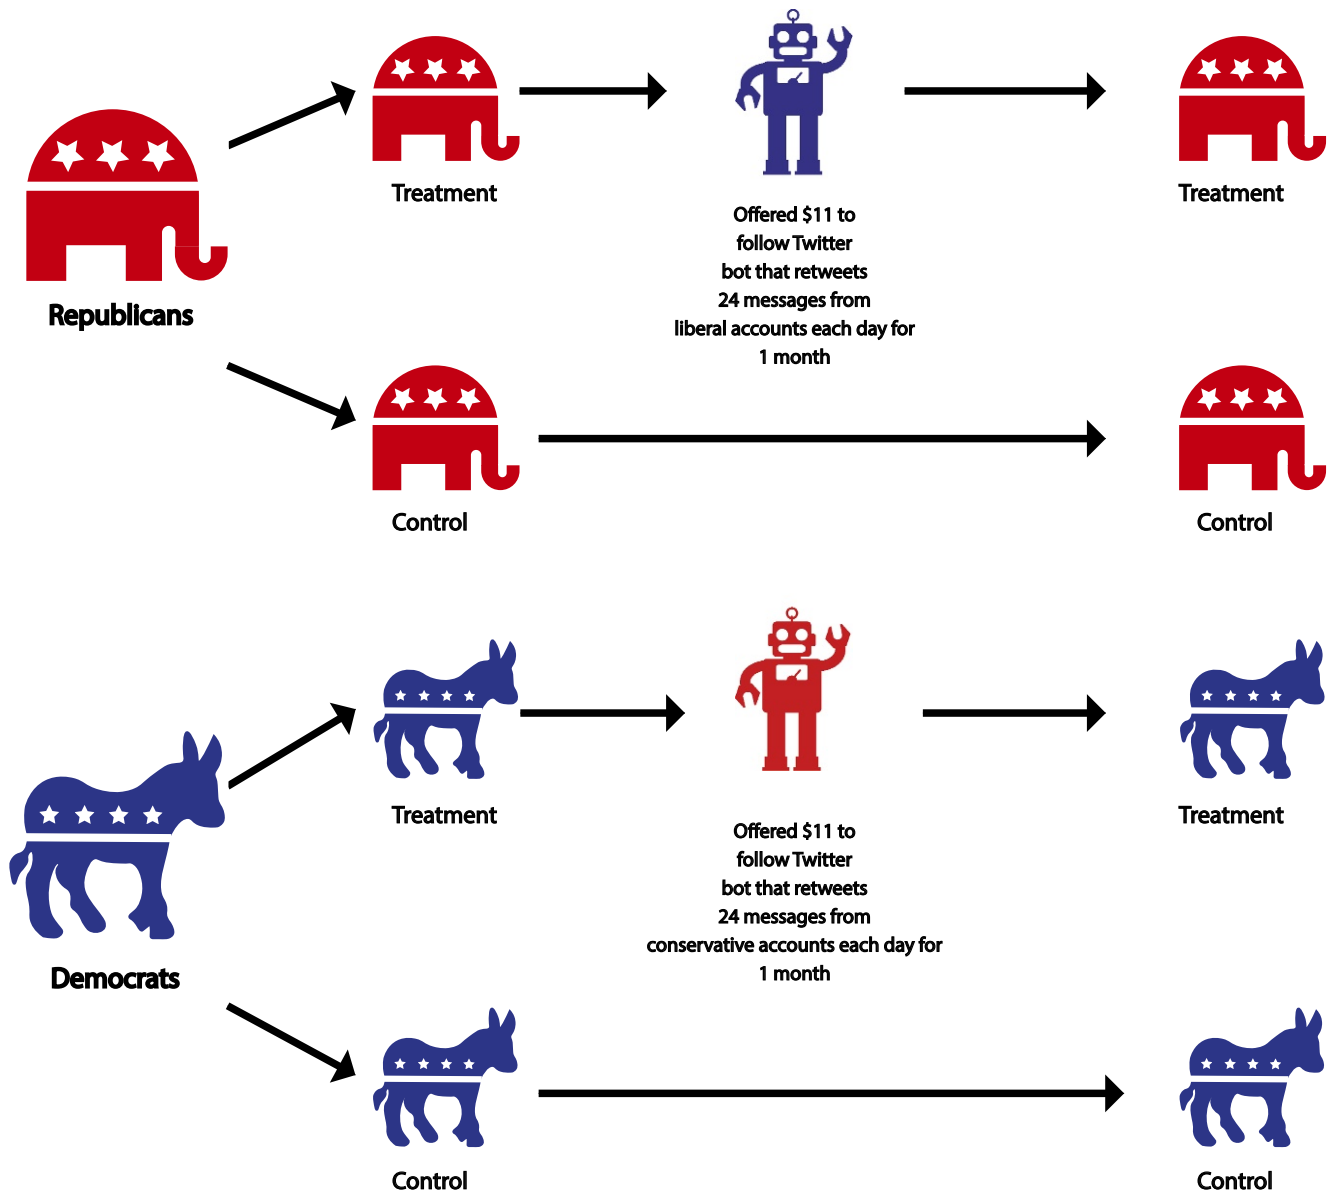 Treatment
Treatment
Offered $11 to
follow Twitter
bot that retweets
24 messages from
liberal accounts each day for
1 month
Republicans
Control
Control
Treatment
Treatment
Offered $11 to
follow Twitter
bot that retweets
24 messages from
conservative accounts each day for
1 month
Democrats
Control
Control